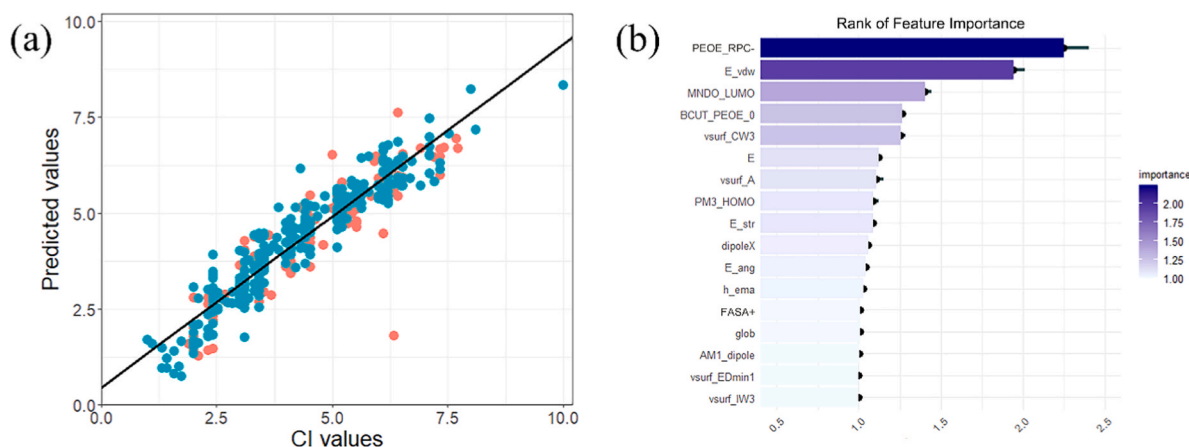 (a)
10.0
7.5
5.0
2.5
0.0
Predicted values
0.0 2.5 5.0 7.5 10.0
CI values
(b)
Rank of Feature Importance
PEOE_RPC-
E_vdw
MNDO_LUMO
BCUT_PEOE_0
vsurf_CW3
E
vsurf_A
PM3_HOMO
E_str
dipoleX
E_ang
h_ema
FASA+
glob
AM1_dipole
vsurf_EDmin1
vsurf_IW3
0.5 1.0 1.5 2.0 2.5
importance
2.00
1.75
1.50
1.25
1.00